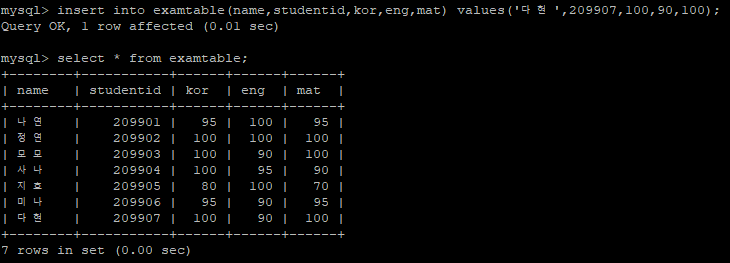 mysql> insert into examtable(name,studentid,kor,eng,mat) values('다현',209907,100,90,100);
Query OK, 1 row affected (0.01 sec)
mysql> select * from examtable;
+--------+-----------+------+------+------+
| name   | studentid | kor  | eng  | mat  |
+--------+-----------+------+------+------+
| 나연   |    209901 |   95 |  100 |   95 |
| 정연   |    209902 |  100 |  100 |  100 |
| 모모   |    209903 |  100 |   90 |  100 |
| 사나   |    209904 |  100 |   95 |   90 |
| 지효   |    209905 |   80 |  100 |   70 |
| 미나   |    209906 |   95 |   90 |   95 |
| 다현   |    209907 |  100 |   90 |  100 |
+--------+-----------+------+------+------+
7 rows in set (0.00 sec)